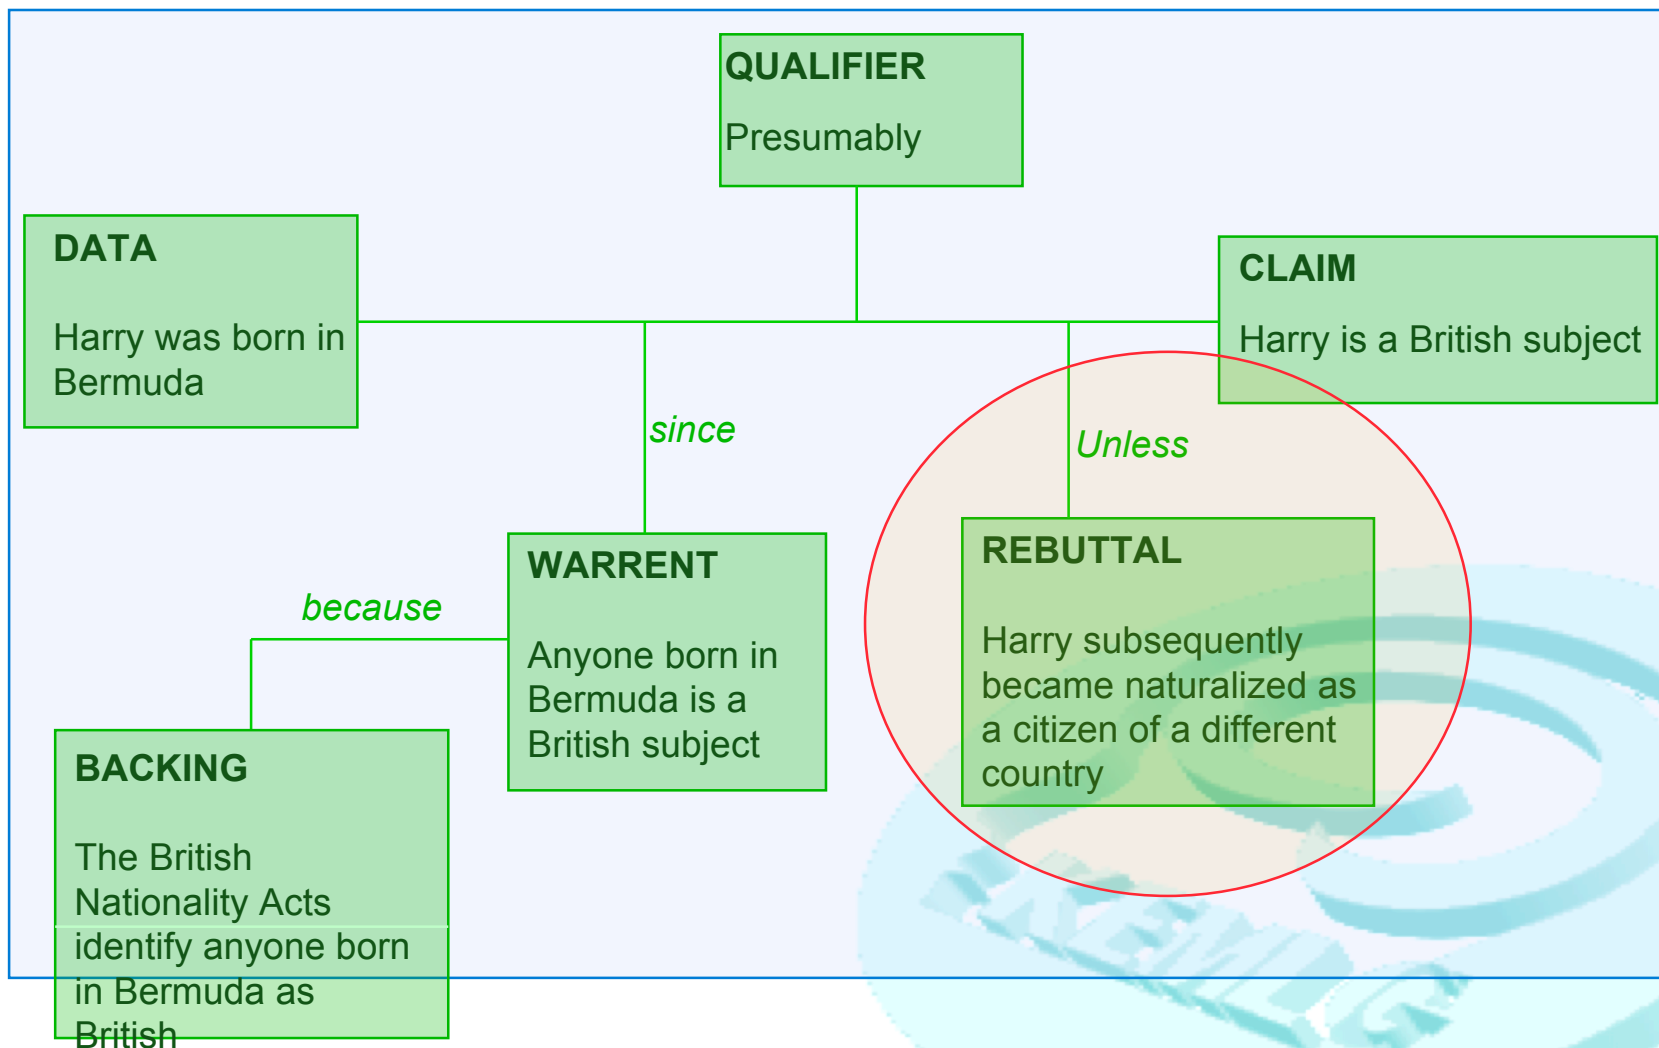 QUALIFIER
Presumably
DATA
Harry was born in
Bermuda
CLAIM
Harry is a British subject
since
Unless
WARRENT
Anyone born in
Bermuda is a
British subject
REBUTTAL
Harry subsequently
became naturalized as
a citizen of a different
country
because
BACKING
The British
Nationality Acts
identify anyone born
in Bermuda as
British